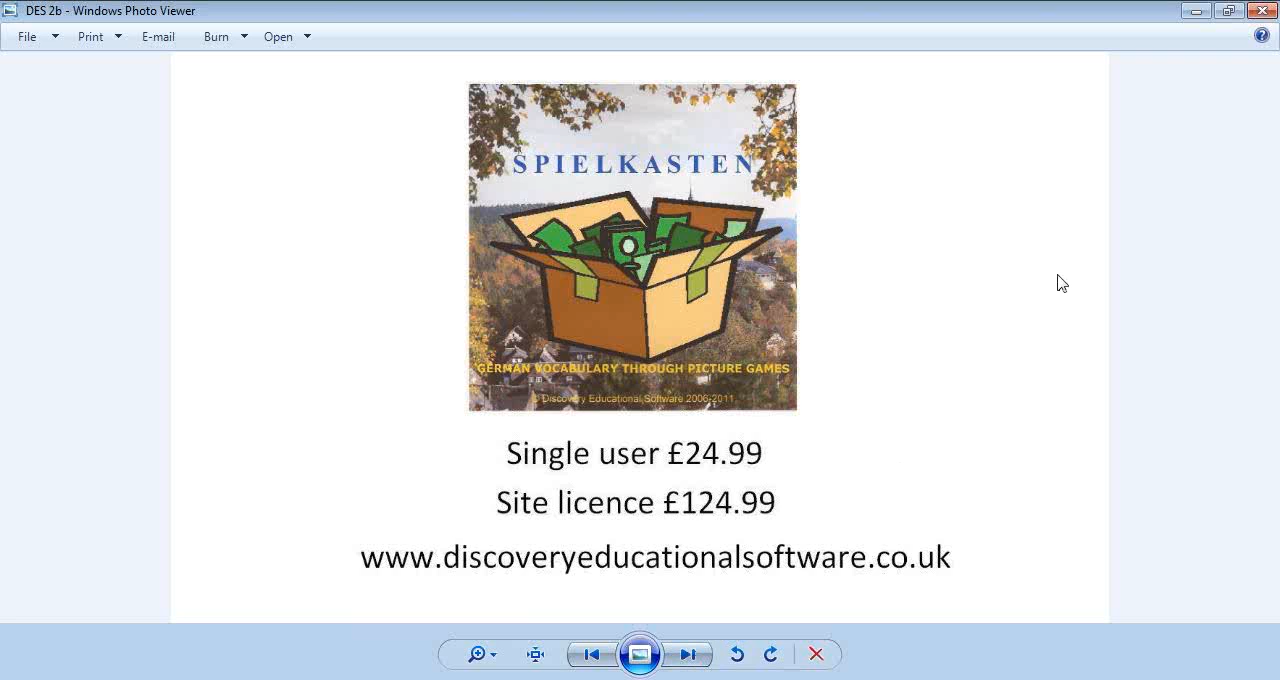 DES 2b - Windows Photo Viewer
File Print E-mail Burn Open
SPIELKASTEN
GERMAN VOCABULARY THROUGH PICTURE GAMES
© Discovery Educational Software 2006-2011
Single user £24.99
Site licence £124.99
www.discoveryeducationalsoftware.co.uk